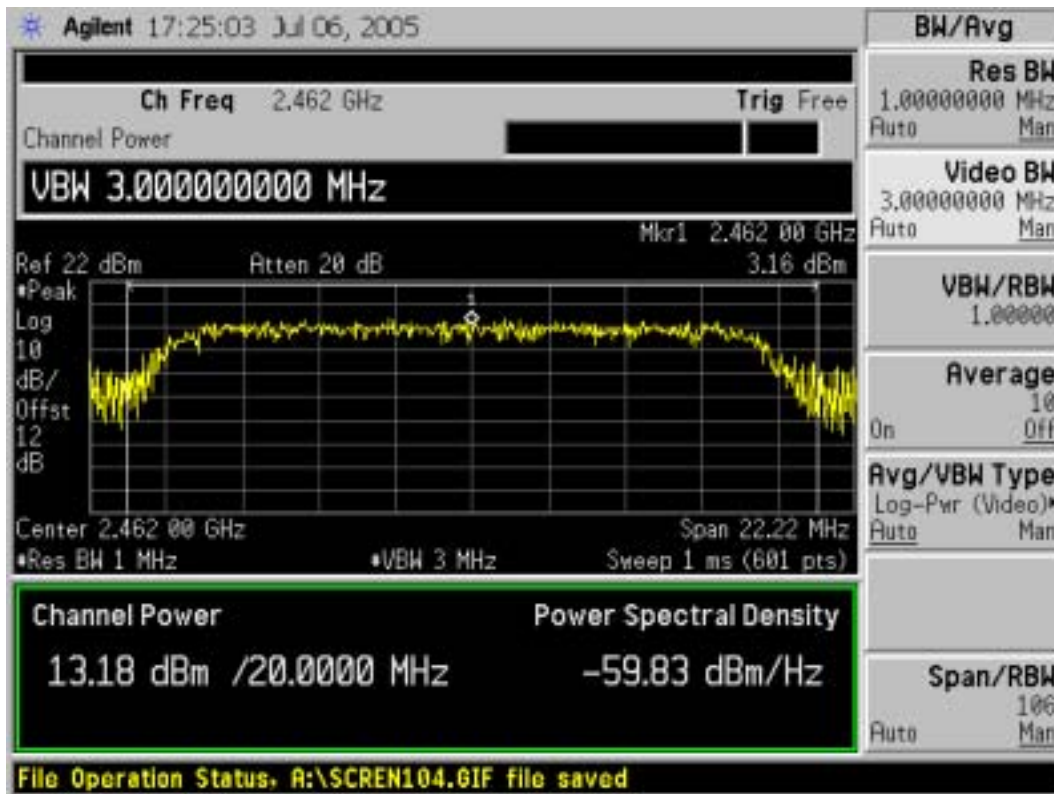 Agilent 17:25:03 Jul 06, 2005
BW/Avg
Ch Freq 2.462 GHz
Trig Free
Channel Power
VBW 3.000000000 MHz
Mkr1 2.462 00 GHz
Ref 22 dBm
Atten 20 dB
3.16 dBm
*Peak
Log
10
dB/
Offst
12
dB
1
Center 2.462 00 GHz
Span 22.22 MHz
*Res BW 1 MHz
*VBW 3 MHz
Sweep 1 ms (601 pts)
Channel Power
Power Spectral Density
13.18 dBm /20.0000 MHz
-59.83 dBm/Hz
File Operation Status, A:\SCREN104.GIF file saved
Res BW
1.00000000 MHz
Auto Man
Video BW
3.00000000 MHz
Auto Man
VBW/RBW
1.00000
Average
10
On Off
Avg/VBW Type
Log-Pwr (Video)
Auto Man
Span/RBW
106
Auto Man